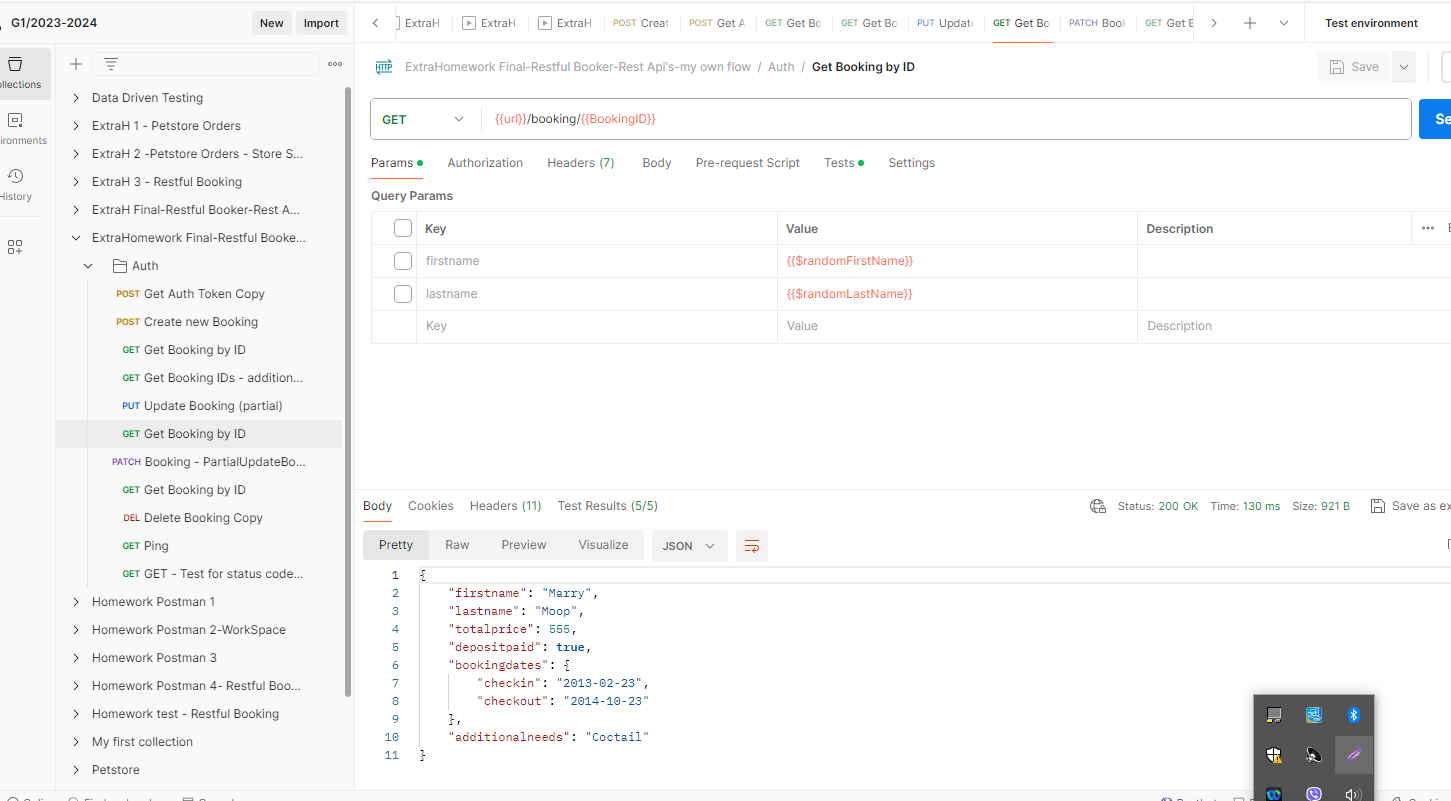 G1/2023-2024
New
Import
ExtraH
ExtraH
ExtraH
POST Creat
POST Get A
GET Get Bo
GET Get Bo
PUT Update
GET Get Bo
PATCH Book
GET Get B
Test environment
llections
ironments
History
Data Driven Testing
ExtraH 1 - Petstore Orders
ExtraH 2 -Petstore Orders - Store S...
ExtraH 3 - Restful Booking
ExtraH Final-Restful Booker-Rest A...
ExtraHomework Final-Restful Booke...
Auth
POST Get Auth Token Copy
POST Create new Booking
GET Get Booking by ID
GET Get Booking IDs - addition...
PUT Update Booking (partial)
GET Get Booking by ID
PATCH Booking - PartialUpdateBo...
GET Get Booking by ID
DEL Delete Booking Copy
GET Ping
GET GET - Test for status code...
Homework Postman 1
Homework Postman 2-WorkSpace
Homework Postman 3
Homework Postman 4- Restful Boo...
Homework test - Restful Booking
My first collection
Petstore
HTTP ExtraHomework Final-Restful Booker-Rest Api's-my own flow / Auth / Get Booking by ID
Save
GET {{url}}/booking/{{BookingID}}
Se
Params Authorization Headers (7) Body Pre-request Script Tests Settings
Query Params
Key Value Description
firstname {{$randomFirstName}}
lastname {{$randomLastName}}
Key Value Description
Body Cookies Headers (11) Test Results (5/5)
Status: 200 OK Time: 130 ms Size: 921 B Save as ex
Pretty Raw Preview Visualize JSON
1 {
2 "firstname": "Marry",
3 "lastname": "Moop",
4 "totalprice": 555,
5 "depositpaid": true,
6 "bookingdates": {
7 "checkin": "2013-02-23",
8 "checkout": "2014-10-23"
9 },
10 "additionalneeds": "Coctail"
11 }